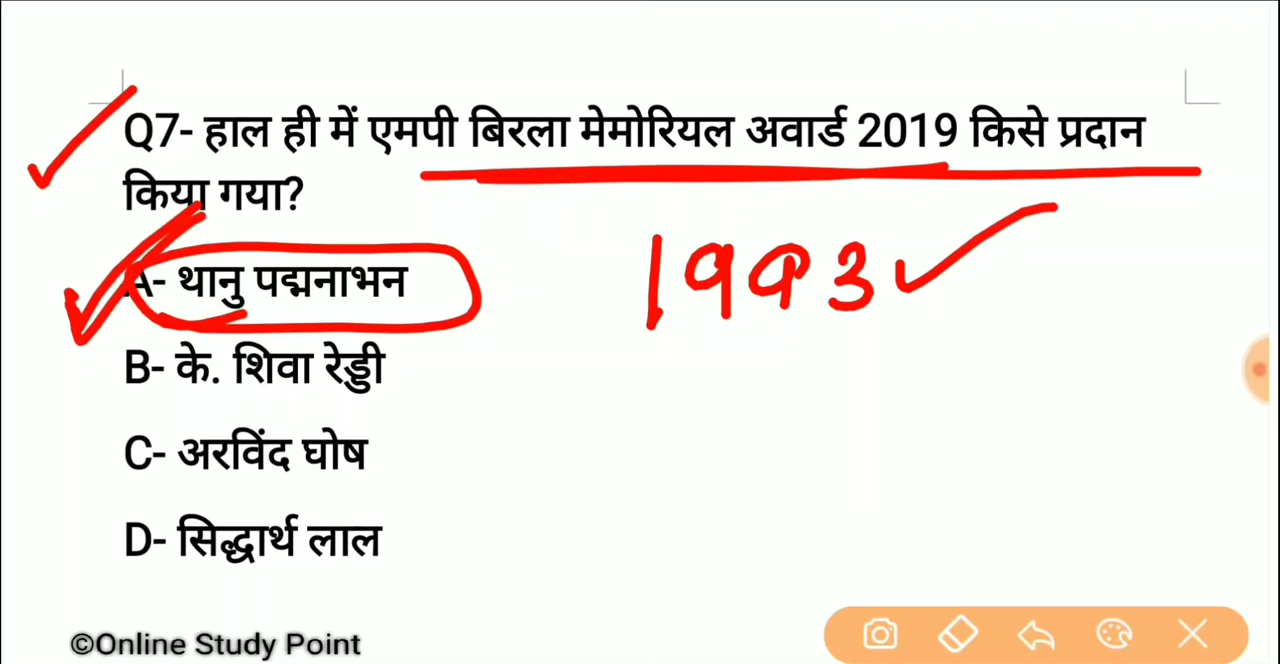 Q7- हाल ही में एमपी बिरला मेमोरियल अवार्ड 2019 किसे प्रदान
किया गया?
A- थानु पद्मनाभन
1993
B- के. शिवा रेड्डी
C- अरविंद घोष
D- सिद्धार्थ लाल
©Online Study Point